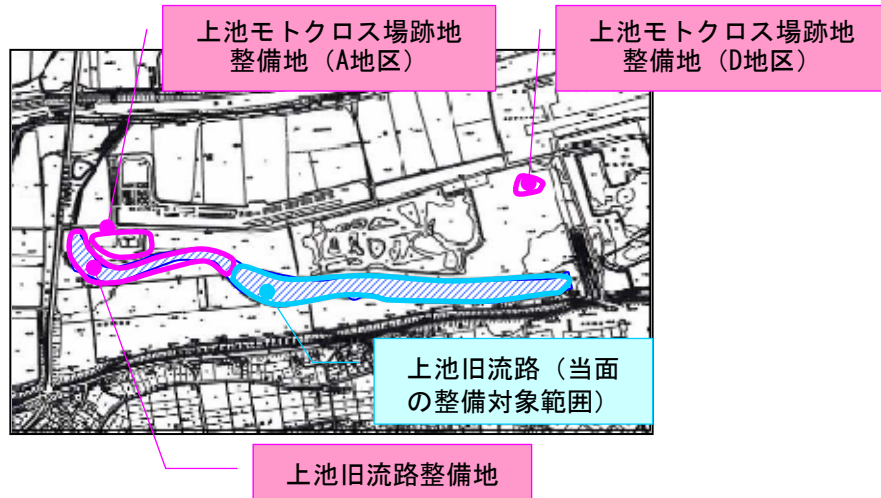 上池モトクロス場跡地
整備地（A地区）
上池モトクロス場跡地
整備地（D地区）
上池旧流路（当面
の整備対象範囲）
上池旧流路整備地